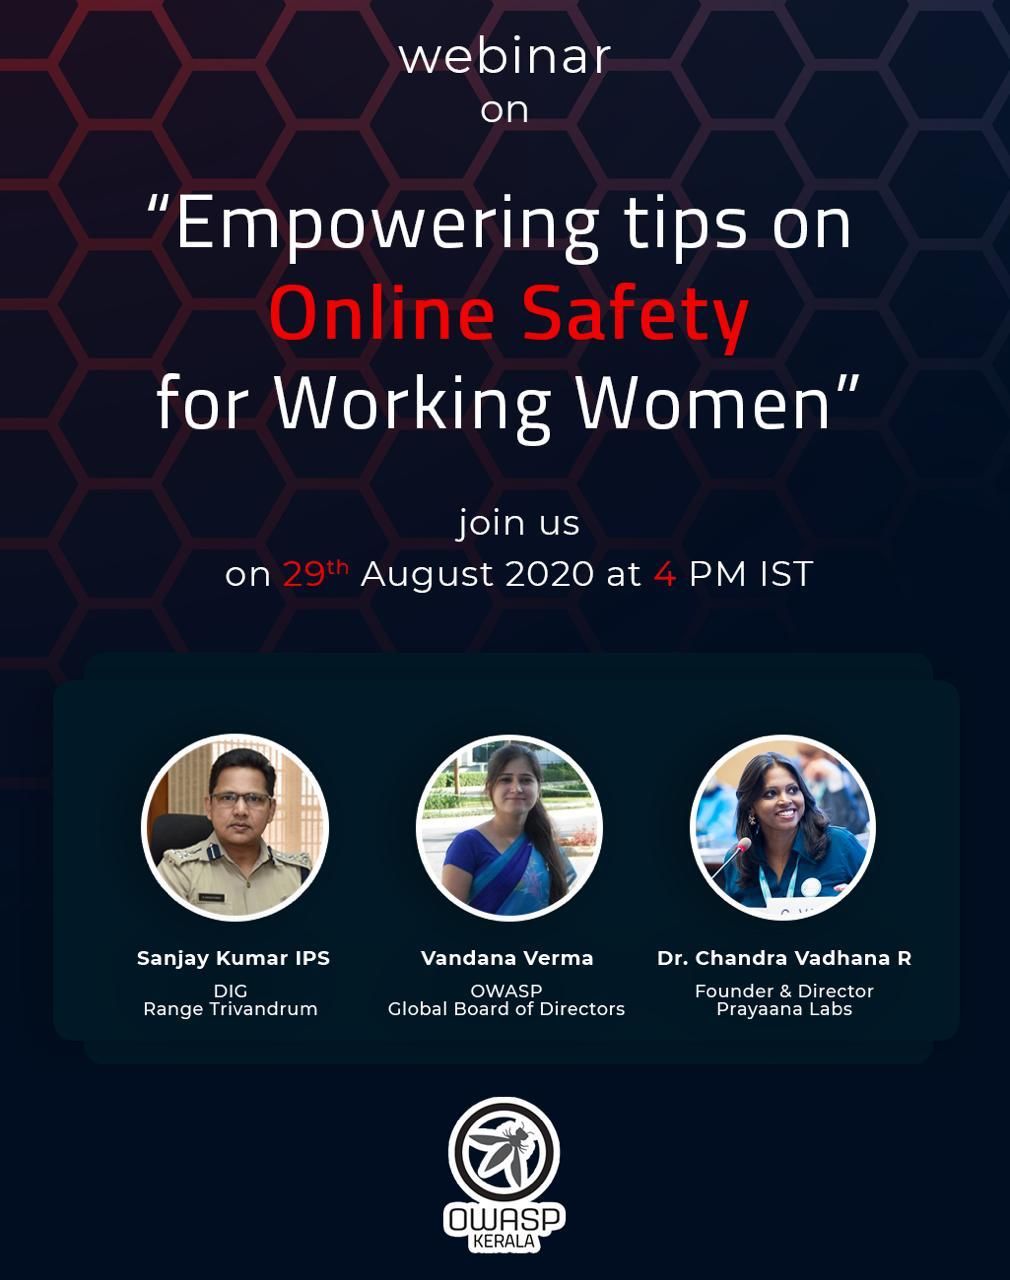 webinar
on
“Empowering tips on
Online Safety
for Working Women”
join us
on 29th August 2020 at 4 PM IST
Sanjay Kumar IPS
DIG
Range Trivandrum
Vandana Verma
OWASP
Global Board of Directors
Dr. Chandra Vadhana R
Founder & Director
Prayaana Labs
OWASP
KERALA